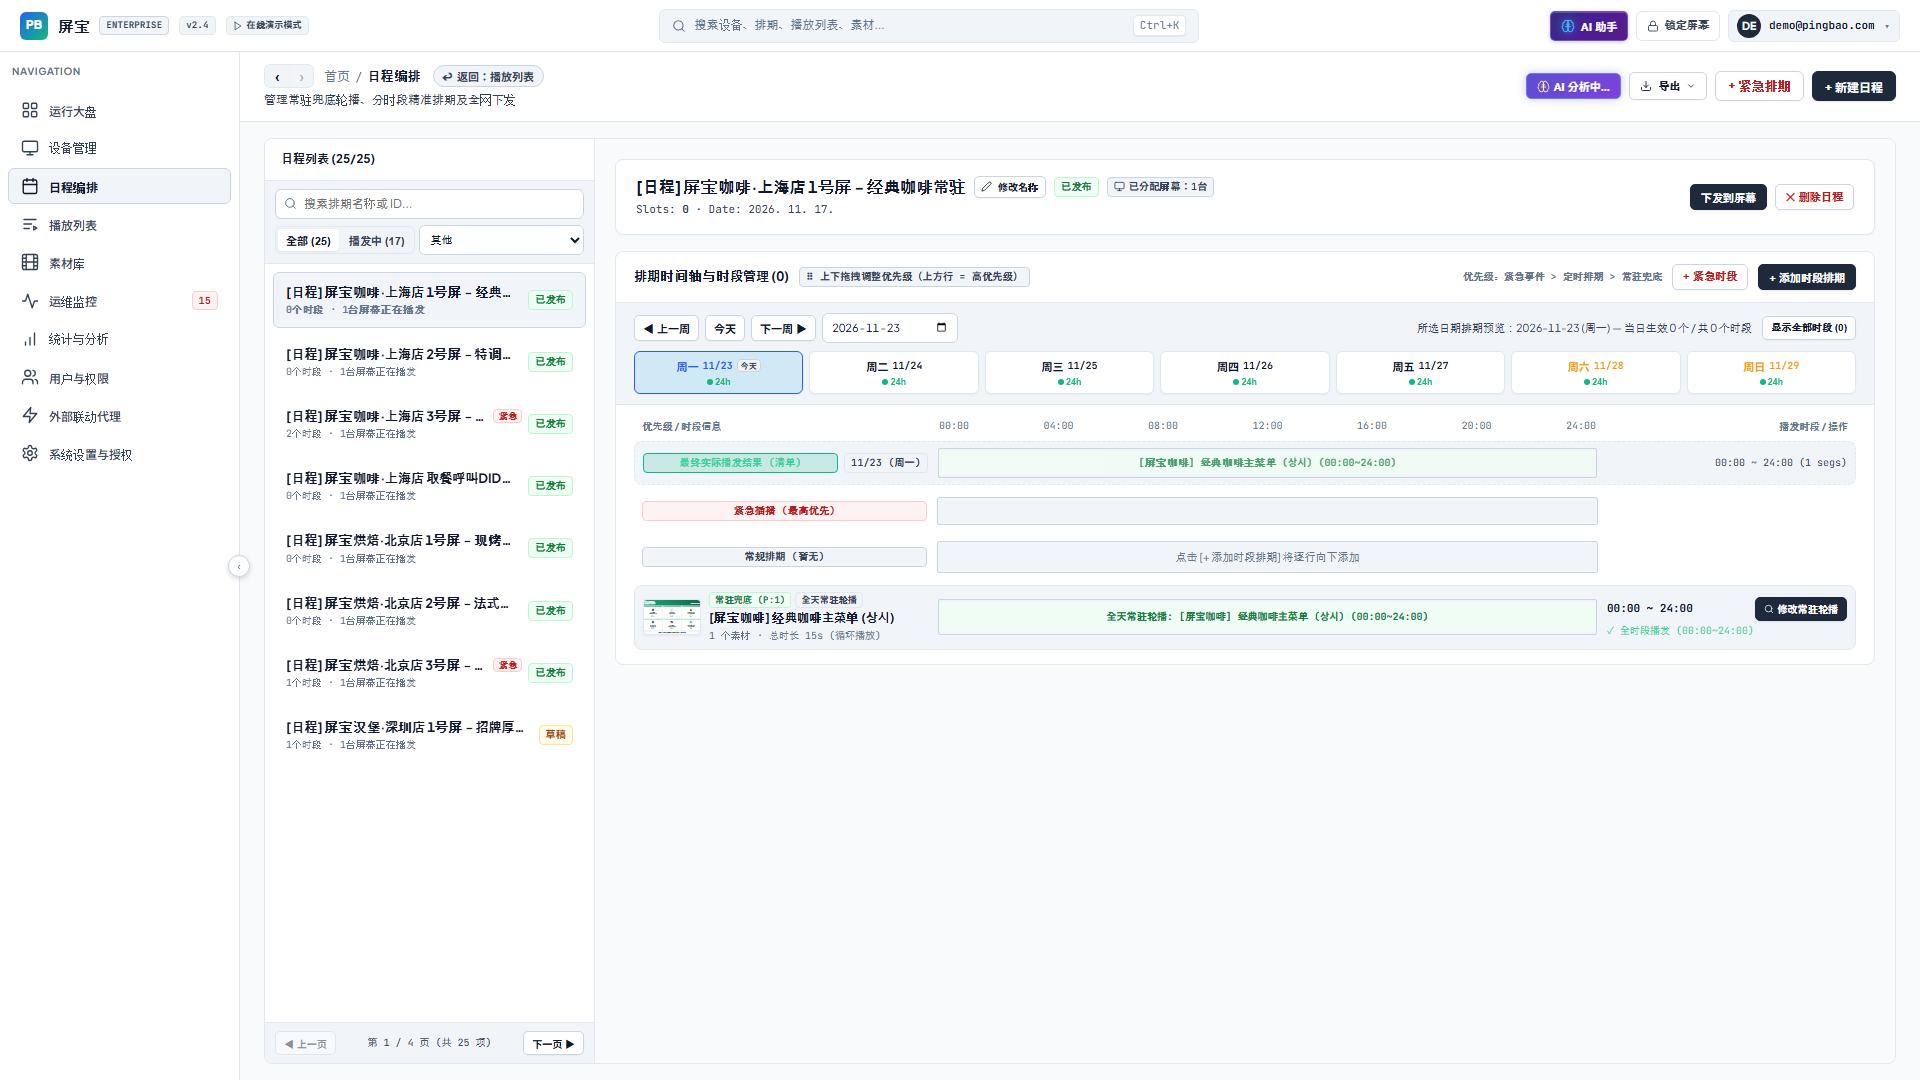 PB 屏宝 ENTERPRISE v2.4 ▷ 在线演示模式
搜索设备、排期、播放列表、素材... Ctrl+K
AI 助手 锁定屏幕 DE demo@pingbao.com
NAVIGATION
运行大盘
设备管理
日程编排
播放列表
素材库
运维监控 15
统计与分析
用户与权限
外部联动代理
系统设置与授权
‹ › 首页 / 日程编排 ↩ 返回：播放列表
管理常驻兜底轮播、分时段精准排期及全网下发
AI 分析中... 导出 + 紧急排期 + 新建日程
日程列表 (25/25)
搜索排期名称或 ID...
全部 (25) 播发中 (17) 其他
[日程] 屏宝咖啡·上海店 1号屏 – 经典... 已发布
0个时段 · 1台屏幕正在播发
[日程] 屏宝咖啡·上海店 2号屏 – 特调... 已发布
0个时段 · 1台屏幕正在播发
[日程] 屏宝咖啡·上海店 3号屏 – ... 紧急 已发布
2个时段 · 1台屏幕正在播发
[日程] 屏宝咖啡·上海店 取餐呼叫DID... 已发布
0个时段 · 1台屏幕正在播发
[日程] 屏宝烘焙·北京店 1号屏 – 现烤... 已发布
0个时段 · 1台屏幕正在播发
[日程] 屏宝烘焙·北京店 2号屏 – 法式... 已发布
0个时段 · 1台屏幕正在播发
[日程] 屏宝烘焙·北京店 3号屏 – ... 紧急 已发布
1个时段 · 1台屏幕正在播发
[日程] 屏宝汉堡·深圳店 1号屏 – 招牌厚... 草稿
1个时段 · 1台屏幕正在播发
◀ 上一页 第 1 / 4 页 (共 25 项) 下一页 ▶
[日程] 屏宝咖啡·上海店 1号屏 – 经典咖啡常驻 修改名称 已发布 已分配屏幕：1台
Slots: 0 · Date: 2026. 11. 17.
下发到屏幕 ✕ 删除日程
排期时间轴与时段管理 (0) ⠿ 上下拖拽调整优先级（上方行 = 高优先级）
优先级：紧急事件 > 定时排期 > 常驻兜底 + 紧急时段 + 添加时段排期
◀ 上一周 今天 下一周 ▶ 2026-11-23
所选日期排期预览：2026-11-23 (周一) — 当日生效 0 个 / 共 0 个时段 显示全部时段 (0)
周一 11/23 今天 周二 11/24 周三 11/25 周四 11/26 周五 11/27 周六 11/28 周日 11/29
24h 24h 24h 24h 24h 24h 24h
优先级 / 时段信息 00:00 04:00 08:00 12:00 16:00 20:00 24:00 播发时段 / 操作
最终实际播发结果（清单） 11/23 (周一) [屏宝咖啡] 经典咖啡主菜单 (상시) (00:00~24:00) 00:00 ~ 24:00 (1 segs)
紧急插播（最高优先）
常规排期（暂无） 点击 [+ 添加时段排期] 将逐行向下添加
常驻兜底 (P:1) 全天常驻轮播
[屏宝咖啡] 经典咖啡主菜单 (상시)
1 个素材 · 总时长 15s (循环播放)
全天常驻轮播: [屏宝咖啡] 经典咖啡主菜单 (상시) (00:00~24:00)
00:00 ~ 24:00 修改常驻轮播
✓ 全时段播发 (00:00~24:00)